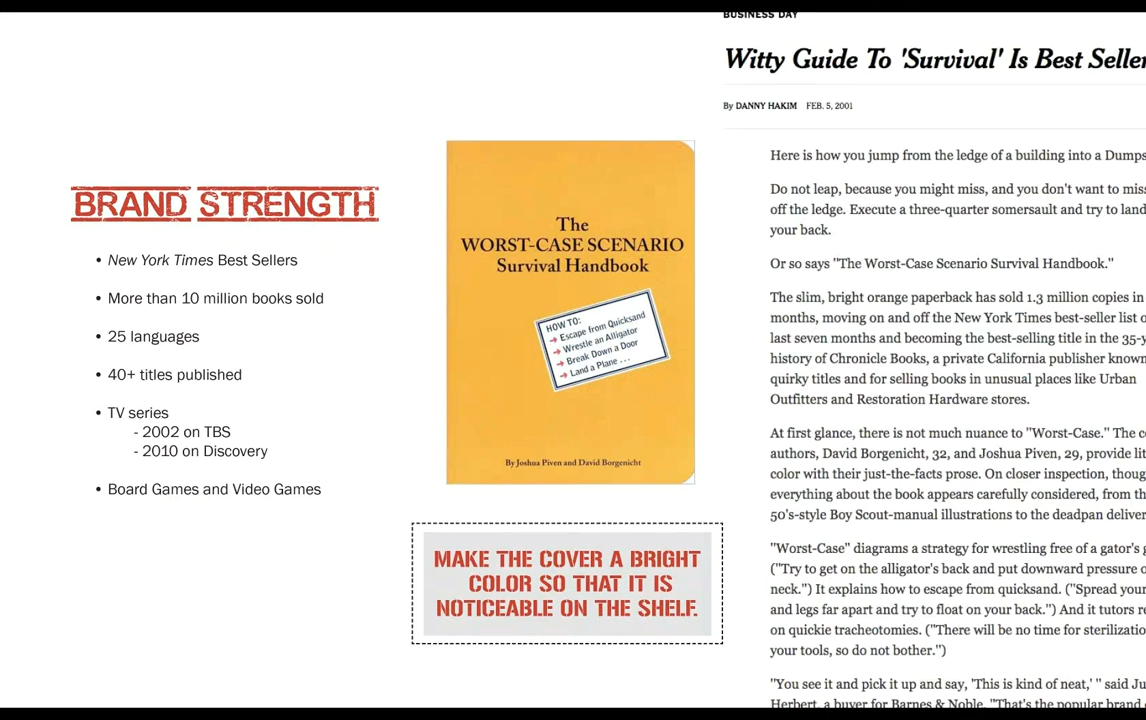 BRAND STRENGTH
• New York Times Best Sellers
• More than 10 million books sold
• 25 languages
• 40+ titles published
• TV series
- 2002 on TBS
- 2010 on Discovery
• Board Games and Video Games
The
WORST-CASE SCENARIO
Survival Handbook
HOW TO:
→ Escape from Quicksand
→ Wrestle an Alligator
→ Break Down a Door
→ Land a Plane . . .
By Joshua Piven and David Borgenicht
MAKE THE COVER A BRIGHT
COLOR SO THAT IT IS
NOTICEABLE ON THE SHELF.
BUSINESS DAY
Witty Guide To 'Survival' Is Best Seller
By DANNY HAKIM FEB. 5, 2001
Here is how you jump from the ledge of a building into a Dumps
Do not leap, because you might miss, and you don't want to miss
off the ledge. Execute a three-quarter somersault and try to land
your back.
Or so says ''The Worst-Case Scenario Survival Handbook.''
The slim, bright orange paperback has sold 1.3 million copies in
months, moving on and off the New York Times best-seller list
last seven months and becoming the best-selling title in the 35-y
history of Chronicle Books, a private California publisher known
quirky titles and for selling books in unusual places like Urban
Outfitters and Restoration Hardware stores.
At first glance, there is not much nuance to ''Worst-Case.'' The c
authors, David Borgenicht, 32, and Joshua Piven, 29, provide lit
color with their just-the-facts prose. On closer inspection, thoug
everything about the book appears carefully considered, from th
50's-style Boy Scout-manual illustrations to the deadpan deliver
''Worst-Case'' diagrams a strategy for wrestling free of a gator's g
(''Try to get on the alligator's back and put downward pressure o
neck.'') It explains how to escape from quicksand. (''Spread your
and legs far apart and try to float on your back.'') And it tutors r
on quickie tracheotomies. (''There will be no time for sterilizatio
your tools, so do not bother.'')
''You see it and pick it up and say, 'This is kind of neat,' '' said Ju
Herbert, a buyer for Barnes & Noble. ''That's the popular brand